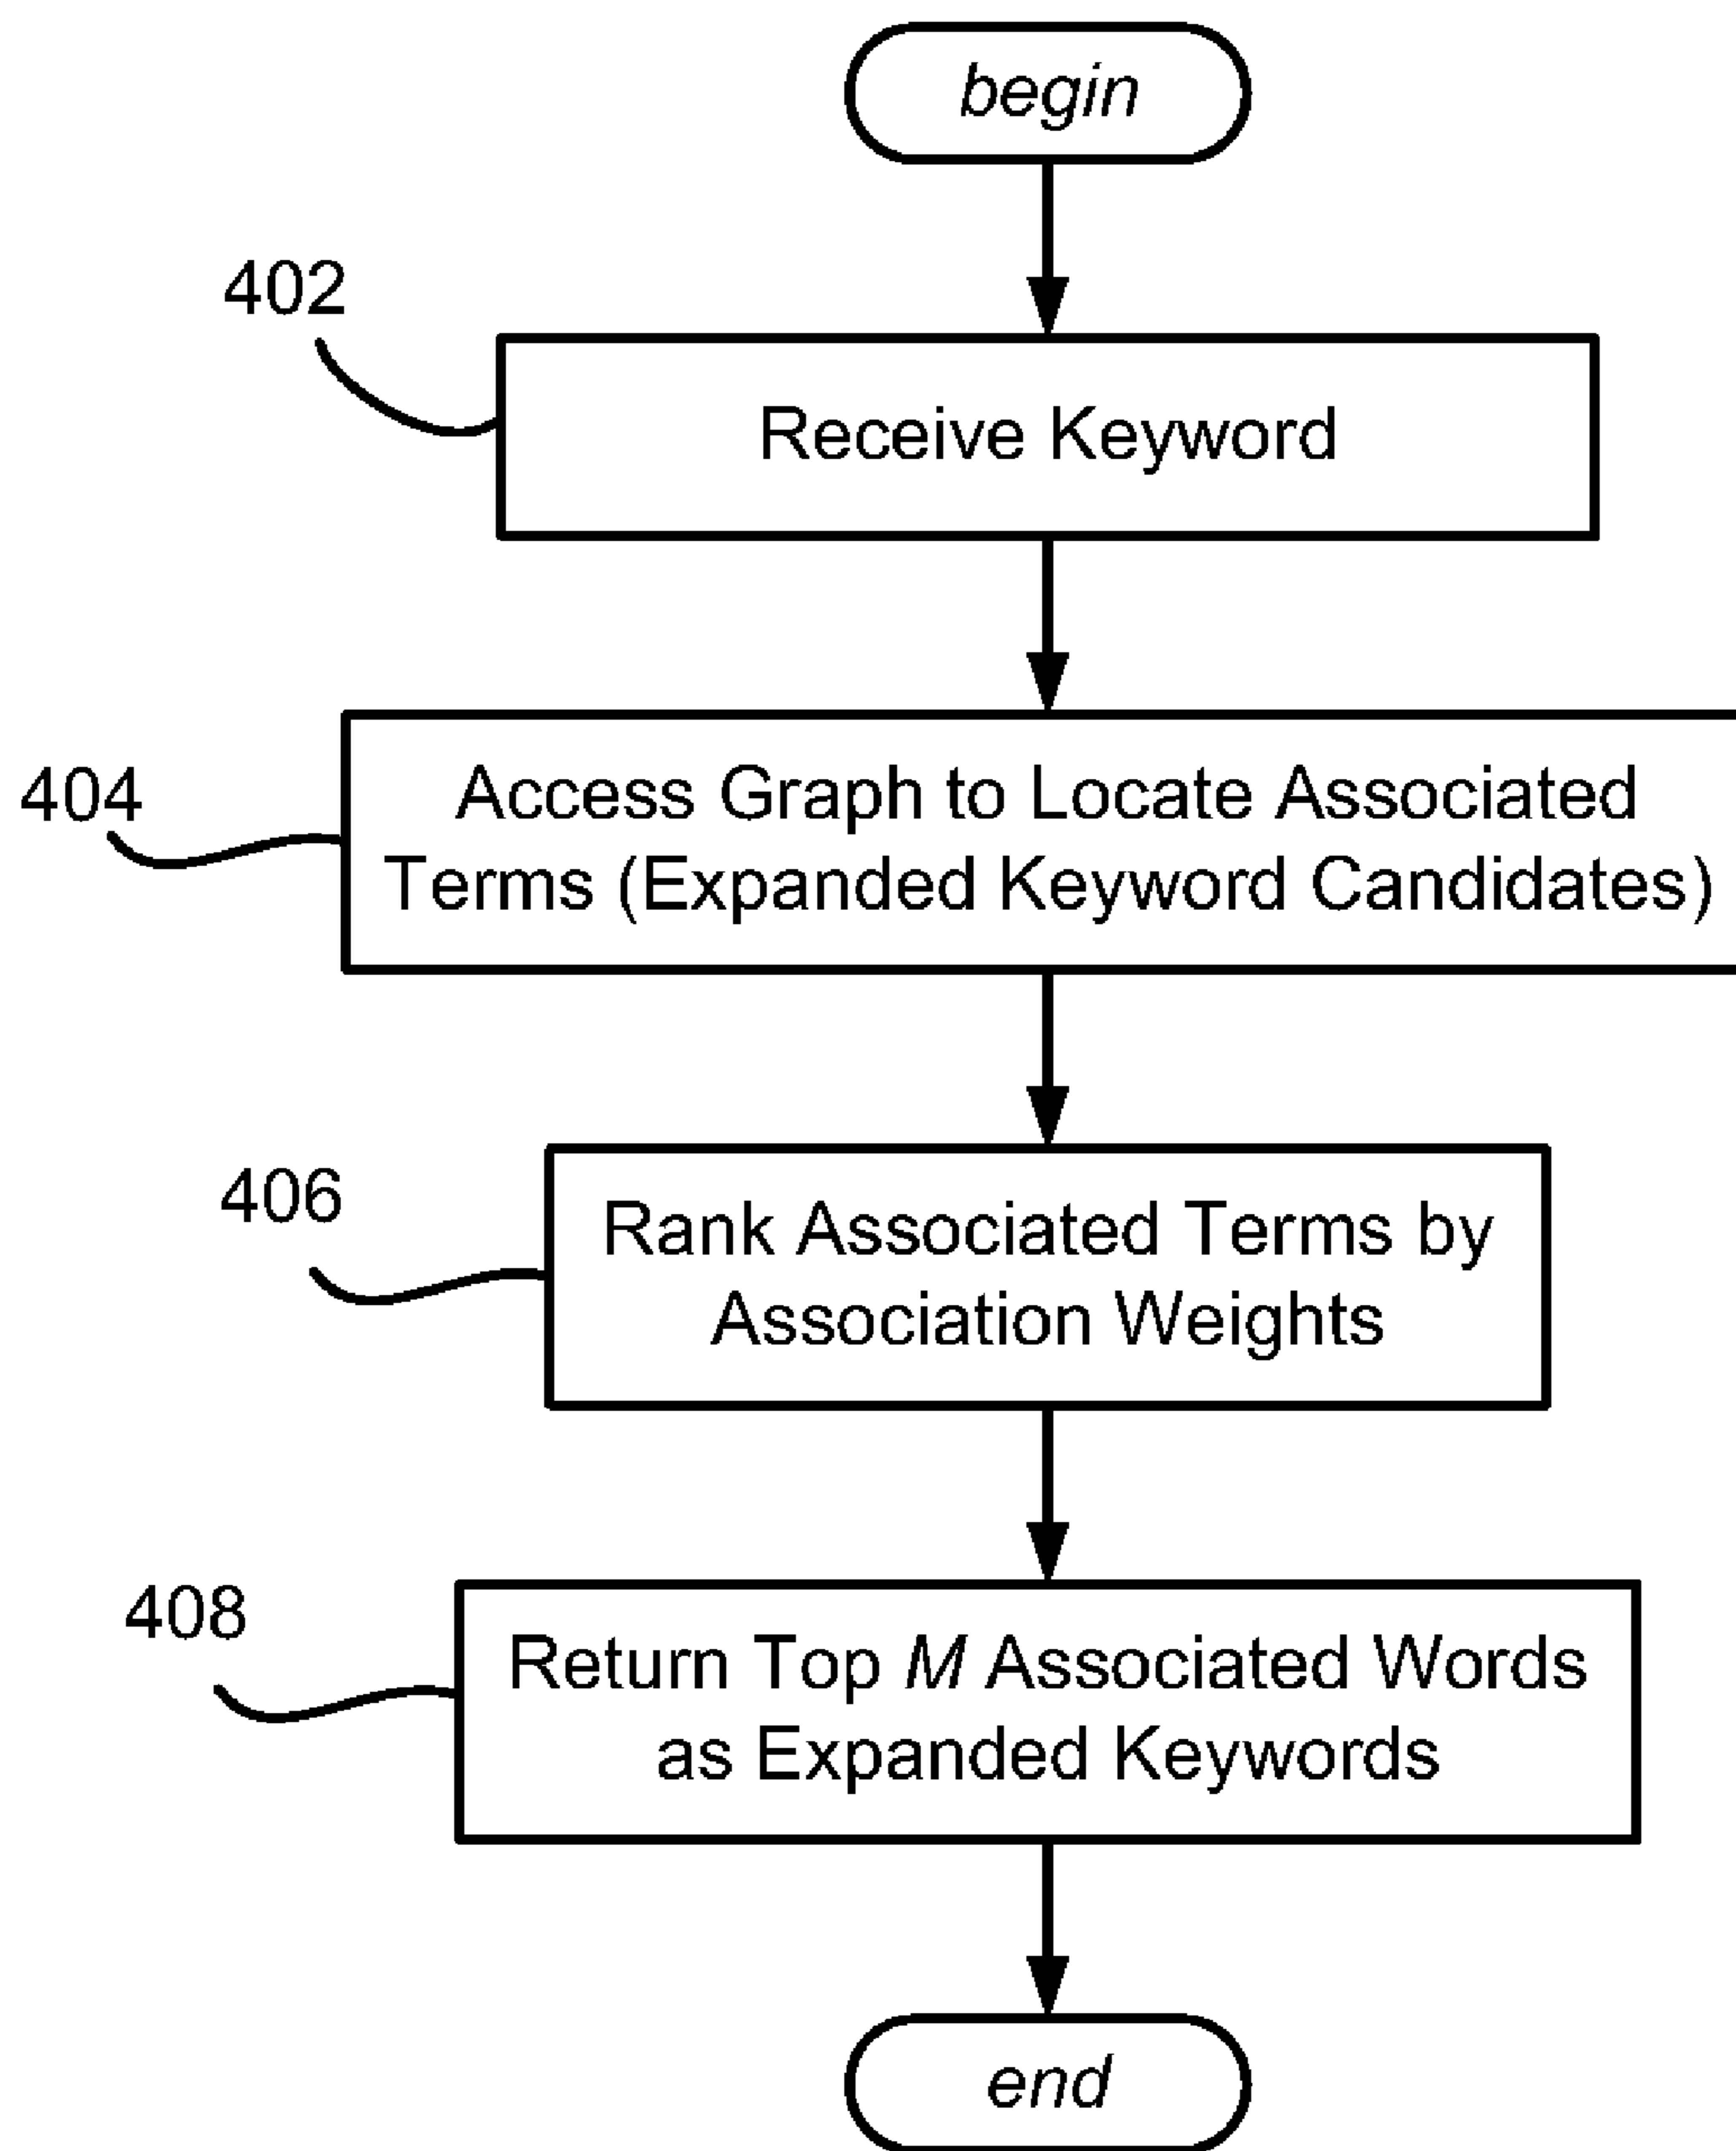 begin
402
Receive Keyword
404
Access Graph to Locate Associated
Terms (Expanded Keyword Candidates)
406
Rank Associated Terms by
Association Weights
408
Return Top M Associated Words
as Expanded Keywords
end